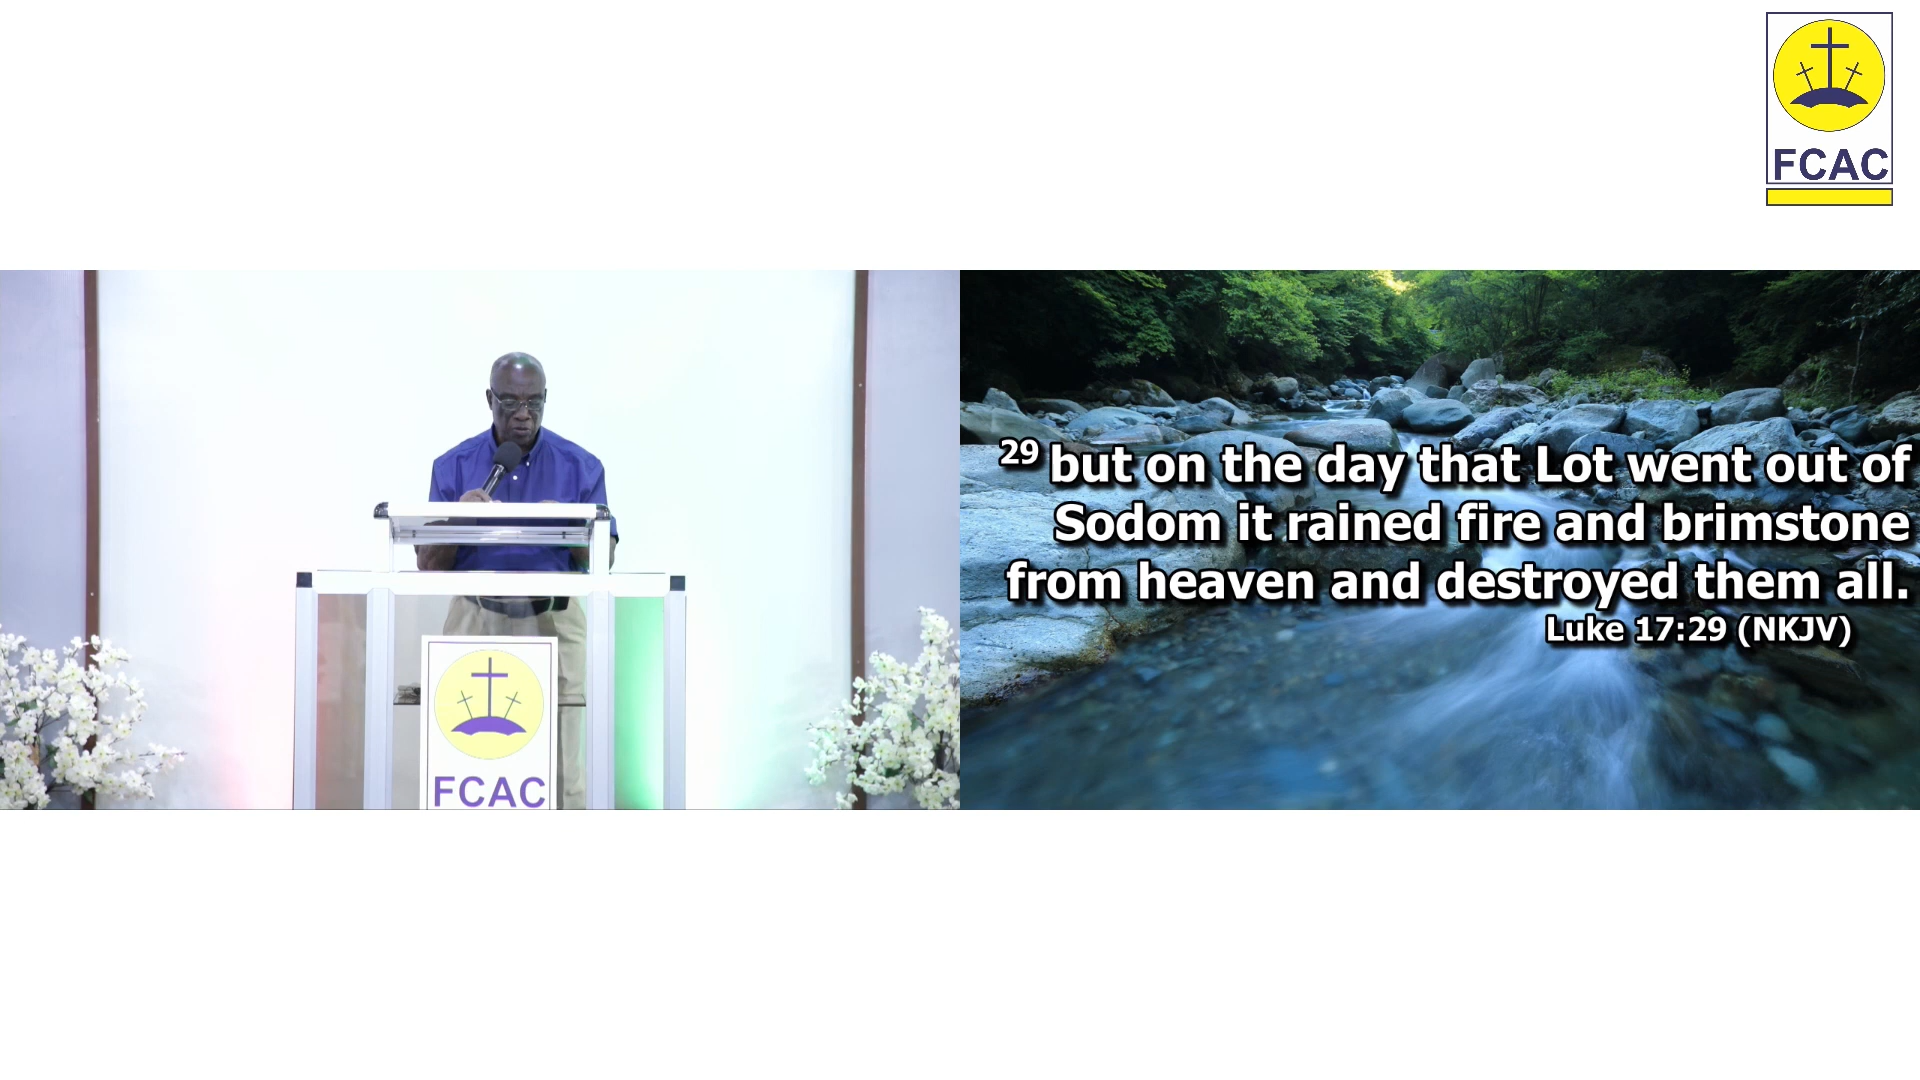 FCAC
29 but on the day that Lot went out of
Sodom it rained fire and brimstone
from heaven and destroyed them all.
Luke 17:29 (NKJV)
FCAC